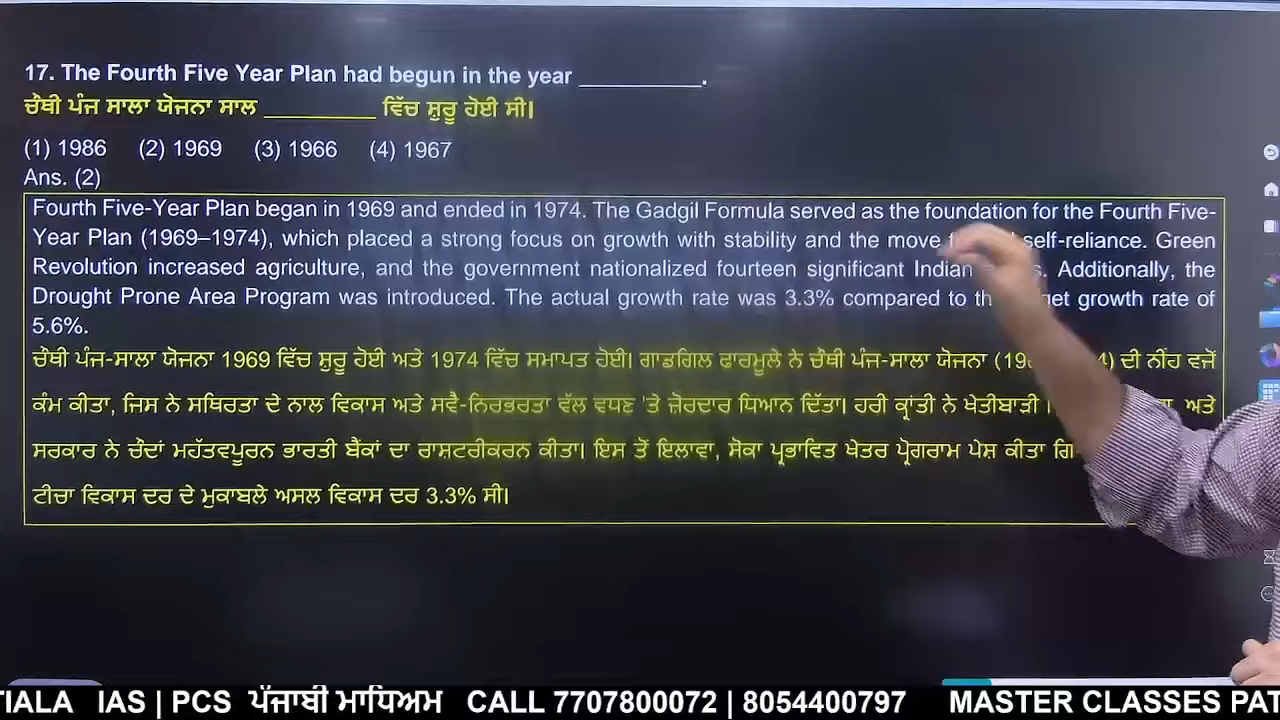 17. The Fourth Five Year Plan had begun in the year __________.
ਚੌਥੀ ਪੰਜ ਸਾਲਾ ਯੋਜਨਾ ਸਾਲ _________ ਵਿੱਚ ਸ਼ੁਰੂ ਹੋਈ ਸੀ।
(1) 1986 (2) 1969 (3) 1966 (4) 1967
Ans. (2)
Fourth Five-Year Plan began in 1969 and ended in 1974. The Gadgil Formula served as the foundation for the Fourth Five-
Year Plan (1969–1974), which placed a strong focus on growth with stability and the move self-reliance. Green
Revolution increased agriculture, and the government nationalized fourteen significant Indian Additionally, the
Drought Prone Area Program was introduced. The actual growth rate was 3.3% compared to growth rate of
5.6%.
ਚੌਥੀ ਪੰਜ-ਸਾਲਾ ਯੋਜਨਾ 1969 ਵਿੱਚ ਸ਼ੁਰੂ ਹੋਈ ਅਤੇ 1974 ਵਿੱਚ ਸਮਾਪਤ ਹੋਈ। ਗਾਡਗਿਲ ਫਾਰਮੂਲੇ ਨੇ ਚੌਥੀ ਪੰਜ-ਸਾਲਾ ਯੋਜਨਾ ਦੀ ਨੀਂਹ ਵਜੋਂ
ਕੰਮ ਕੀਤਾ, ਜਿਸ ਨੇ ਸਥਿਰਤਾ ਦੇ ਨਾਲ ਵਿਕਾਸ ਅਤੇ ਸਵੈ-ਨਿਰਭਰਤਾ ਵੱਲ ਵਧਣ 'ਤੇ ਜ਼ੋਰਦਾਰ ਧਿਆਨ ਦਿੱਤਾ। ਹਰੀ ਕ੍ਰਾਂਤੀ ਨੇ ਖੇਤੀਬਾੜੀ ਅਤੇ
ਸਰਕਾਰ ਨੇ ਚੌਦਾਂ ਮਹੱਤਵਪੂਰਨ ਭਾਰਤੀ ਬੈਂਕਾਂ ਦਾ ਰਾਸ਼ਟਰੀਕਰਨ ਕੀਤਾ। ਇਸ ਤੋਂ ਇਲਾਵਾ, ਸੋਕਾ ਪ੍ਰਭਾਵਿਤ ਖੇਤਰ ਪ੍ਰੋਗਰਾਮ ਪੇਸ਼ ਕੀਤਾ
ਟੀਚਾ ਵਿਕਾਸ ਦਰ ਦੇ ਮੁਕਾਬਲੇ ਅਸਲ ਵਿਕਾਸ ਦਰ 3.3% ਸੀ।
TIALA IAS | PCS ਪੰਜਾਬੀ ਮਾਧਿਅਮ CALL 7707800072 | 8054400797 MASTER CLASSES PAT